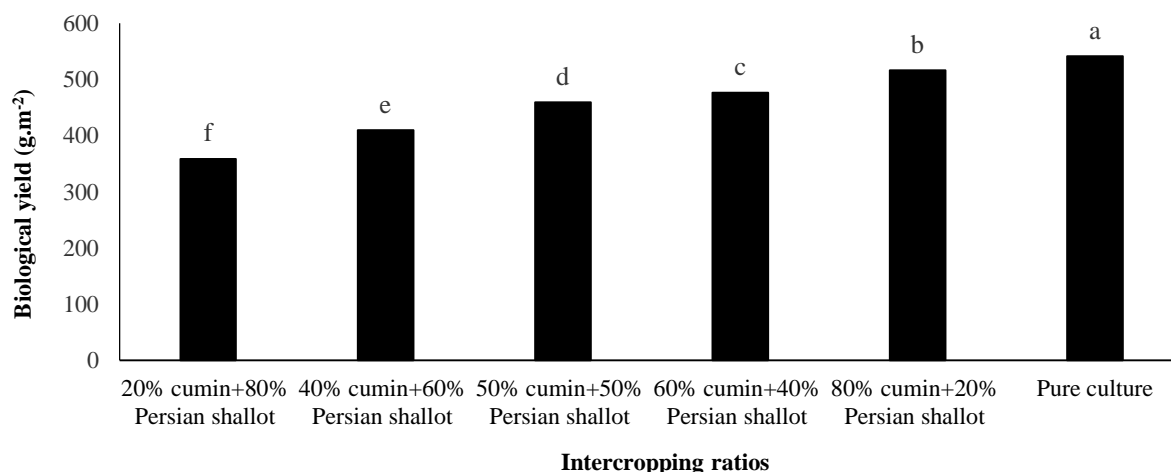 Biological yield (g.m-2)
600
500
400
300
200
100
0
f
e
d
c
b
a
20% cumin+80%
Persian shallot
40% cumin+60%
Persian shallot
50% cumin+50%
Persian shallot
60% cumin+40%
Persian shallot
80% cumin+20%
Persian shallot
Pure culture
Intercropping ratios